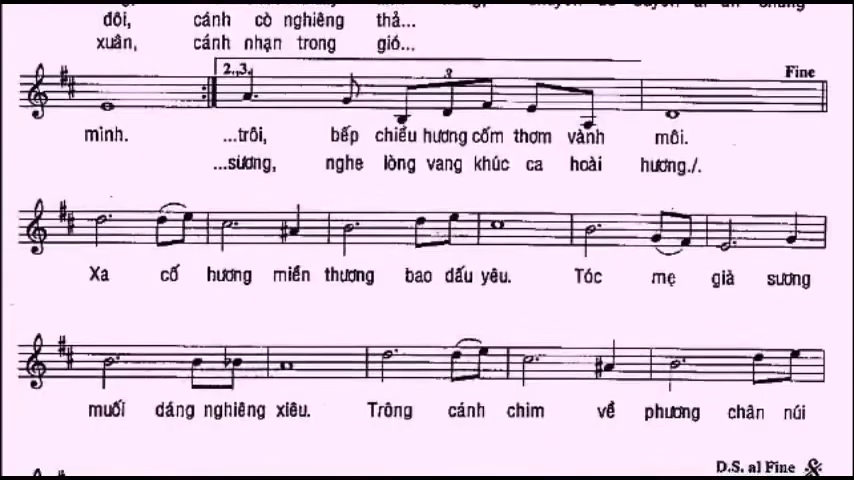 đôi, cánh cò nghiêng thả...
xuân, cánh nhạn trong gió...
2.,3.
3
Fine
mình. ...trôi, bếp chiều hương cốm thơm vành môi.
...sương, nghe lòng vang khúc ca hoài hương./.
Xa cố hương miền thương bao dấu yêu. Tóc mẹ già sương
muối dáng nghiêng xiêu. Trông cánh chim về phương chân núi
D.S. al Fine